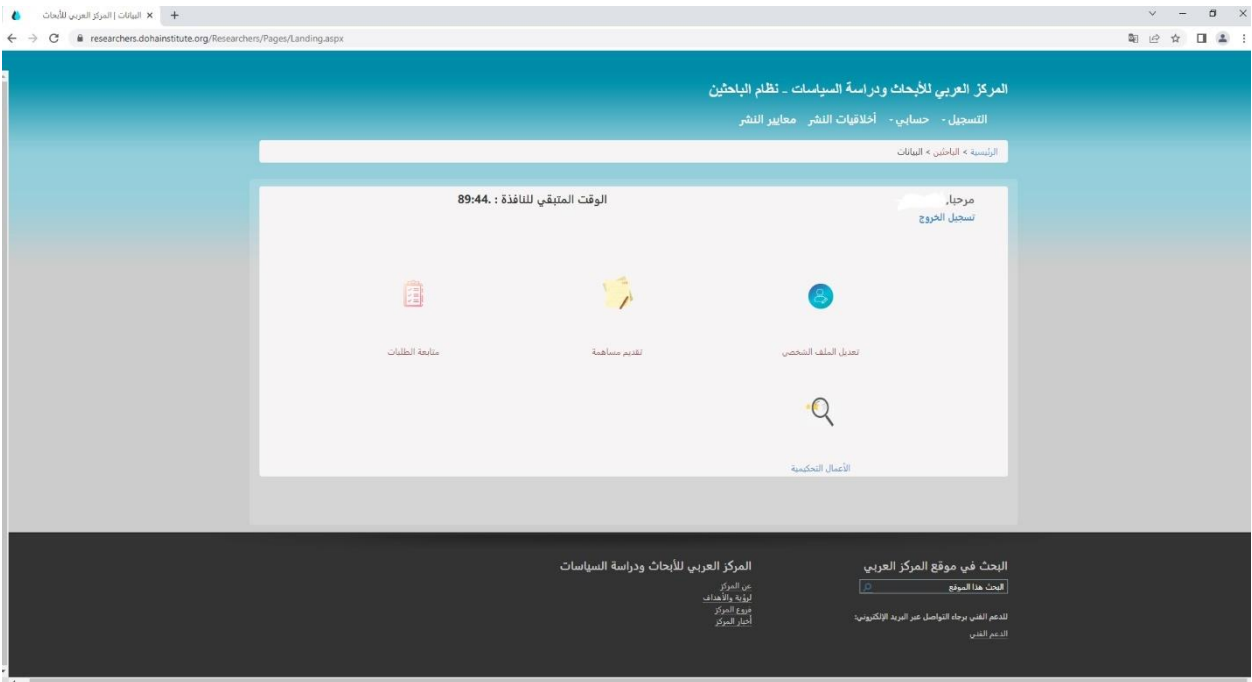 البيانات | المركز العربي للأبحاث
researchers.dohainstitute.org/Researchers/Pages/Landing.aspx
المركز العربي للأبحاث ودراسة السياسات - نظام الباحثين
التسجيل - حسابي - أخلاقيات النشر معايير النشر
الرئيسية > الباحثين > البيانات
مرحبا,
الوقت المتبقي للنافذة : .89:44
تسجيل الخروج
تعديل الملف الشخصي
تقديم مساهمة
متابعة الطلبات
الأعمال التحكيمية
البحث في موقع المركز العربي
البحث هذا الموقع
للدعم الفني برجاء التواصل عبر البريد الإلكتروني:
الدعم الفني
المركز العربي للأبحاث ودراسة السياسات
عن المركز
لرؤية والأهداف
فروع المركز
أخبار المركز